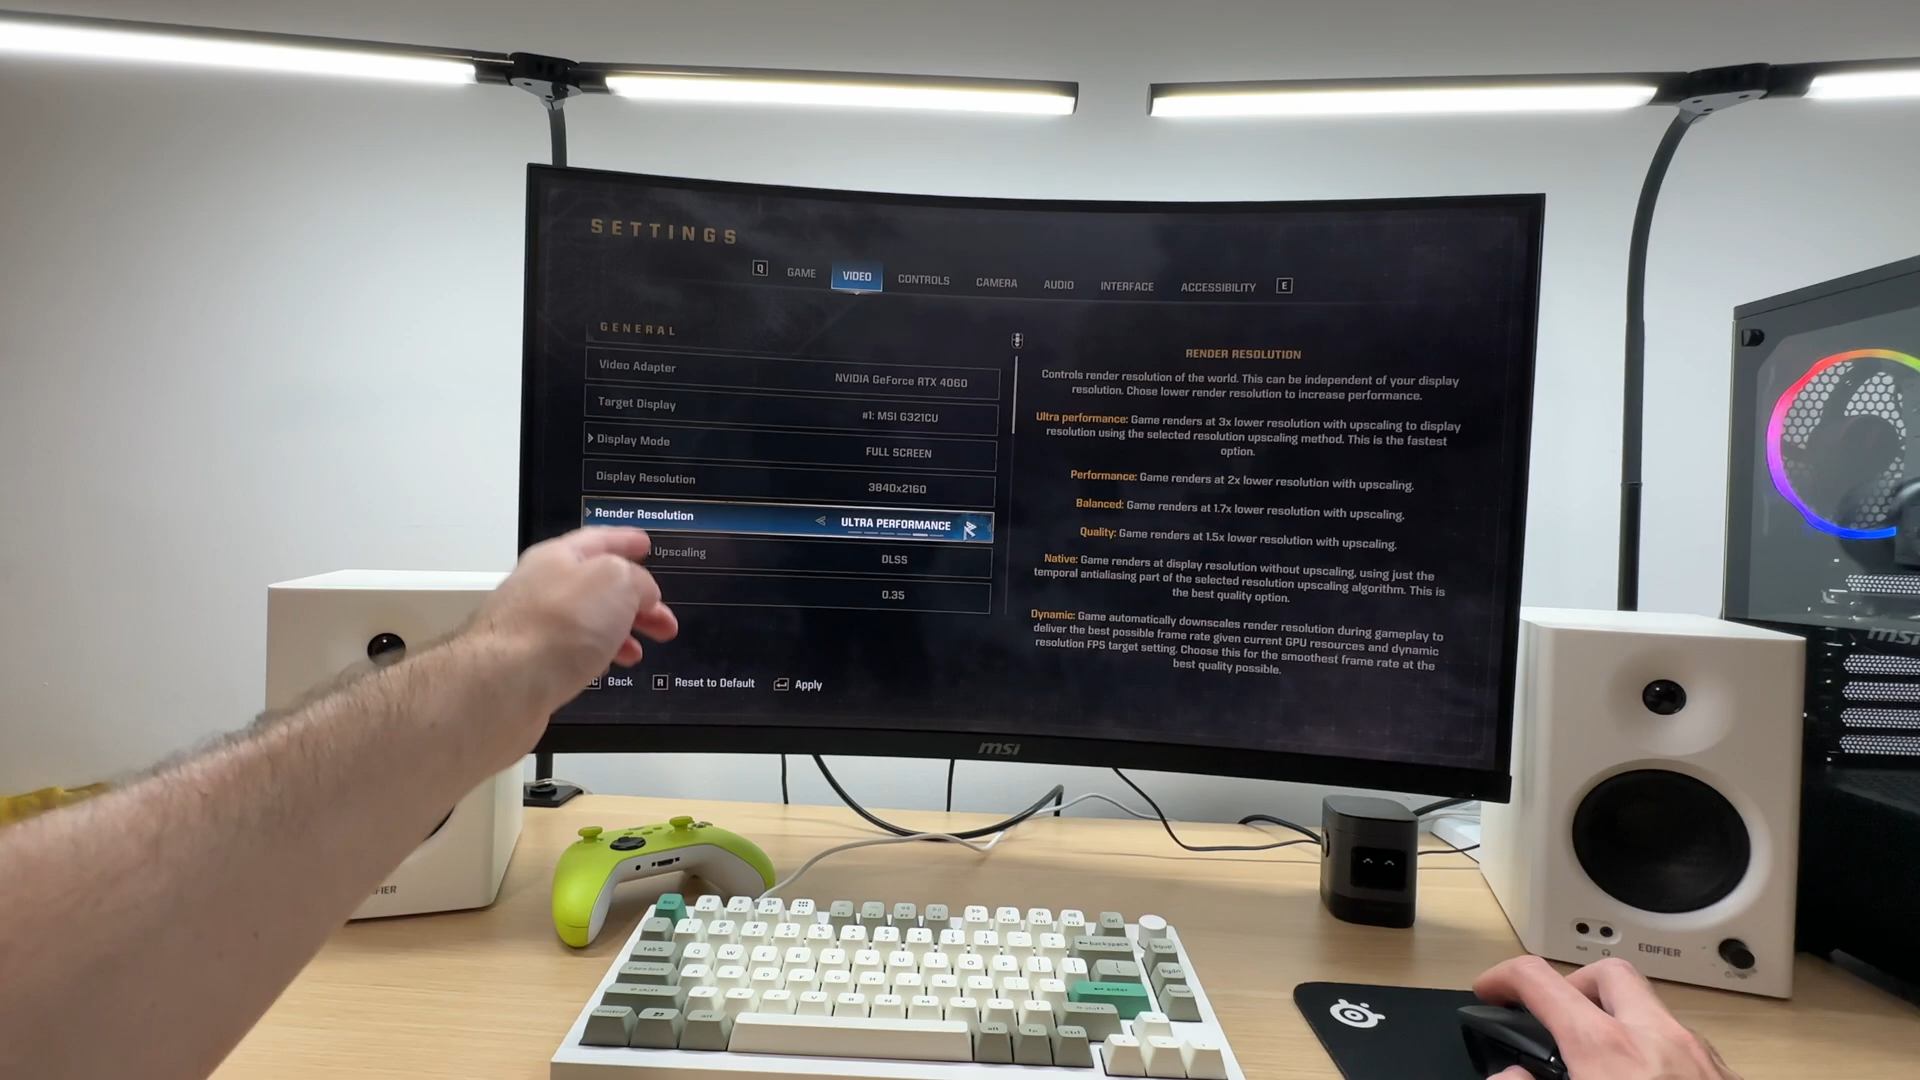 SETTINGS
Q GAME VIDEO CONTROLS CAMERA AUDIO INTERFACE ACCESSIBILITY E
GENERAL
Video Adapter NVIDIA GeForce RTX 4060
Target Display #1: MSI G321CU
Display Mode FULL SCREEN
Display Resolution 3840x2160
Render Resolution ULTRA PERFORMANCE
Upscaling DLSS
0.35
Back R Reset to Default Apply
RENDER RESOLUTION
Controls render resolution of the world. This can be independent of your display
resolution. Chose lower render resolution to increase performance.
Ultra performance: Game renders at 3x lower resolution with upscaling to display
resolution using the selected resolution upscaling method. This is the fastest
option.
Performance: Game renders at 2x lower resolution with upscaling.
Balanced: Game renders at 1.7x lower resolution with upscaling.
Quality: Game renders at 1.5x lower resolution with upscaling.
Native: Game renders at display resolution without upscaling, using just the
temporal antialiasing part of the selected resolution upscaling algorithm. This is
the best quality option.
Dynamic: Game automatically downscales render resolution during gameplay to
deliver the best possible frame rate given current GPU resources and dynamic
resolution FPS target setting. Choose this for the smoothest frame rate at the
best quality possible.
msi
msi
EDIFIER
esc
backspace
enter